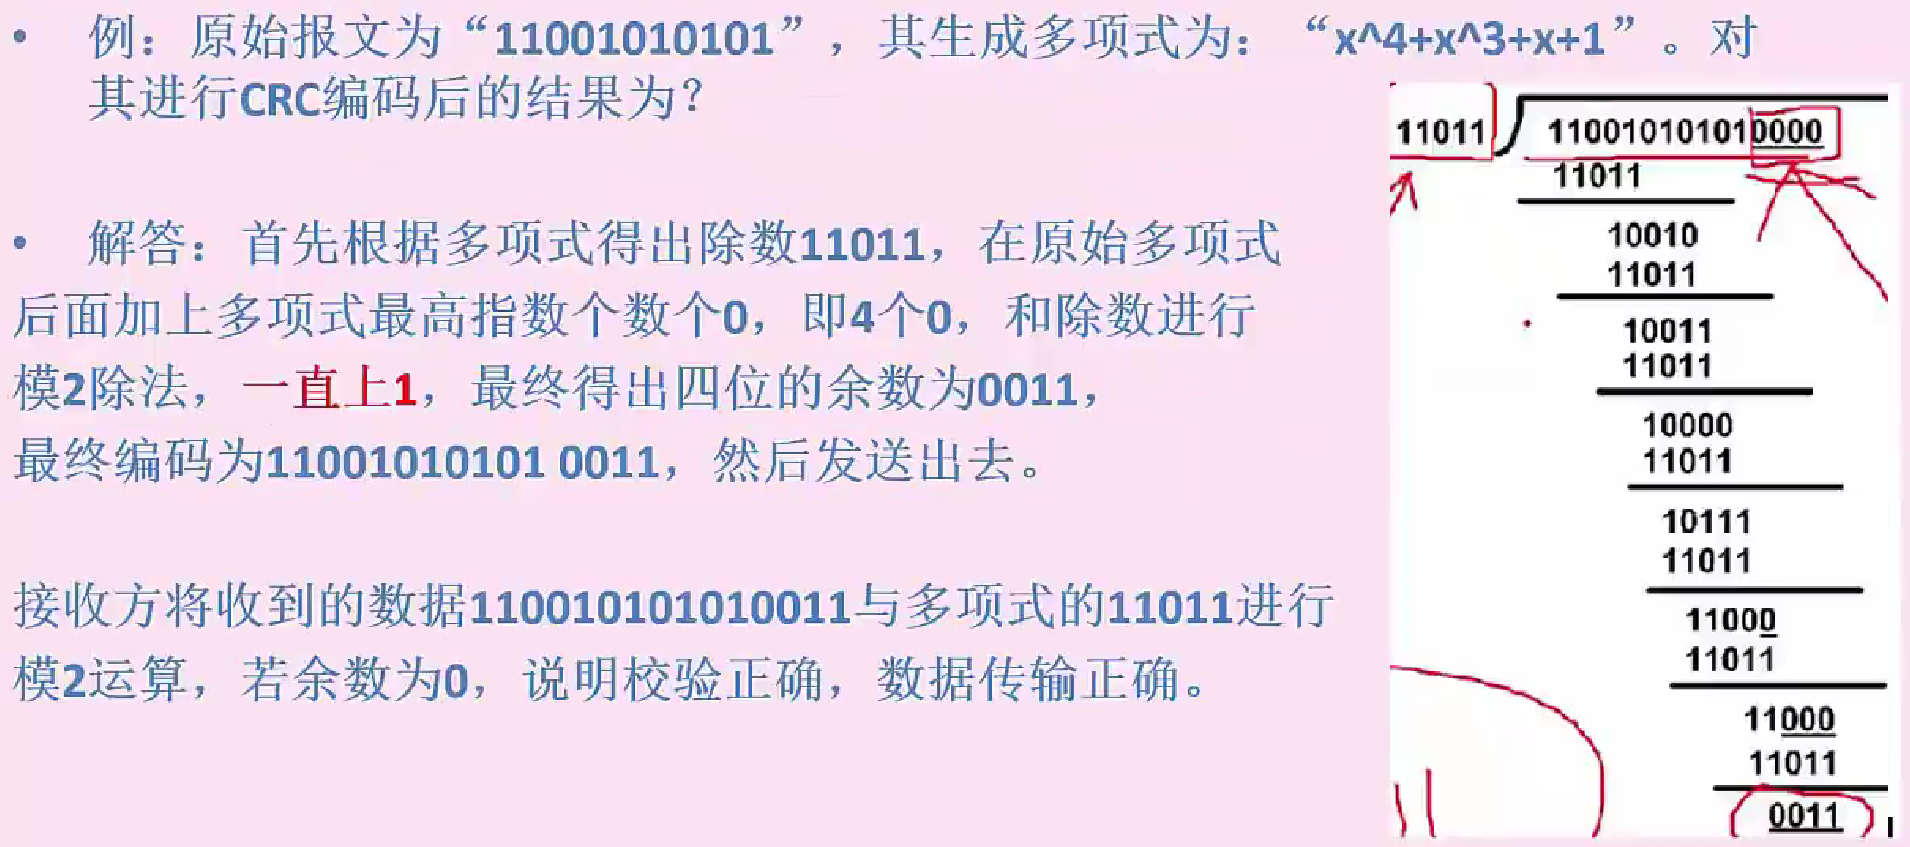 • 例：原始报文为“11001010101”，其生成多项式为：“x^4+x^3+x+1”。对
其进行CRC编码后的结果为？
• 解答：首先根据多项式得出除数11011，在原始多项式
后面加上多项式最高指数个数个0，即4个0，和除数进行
模2除法，一直上1，最终得出四位的余数为0011，
最终编码为11001010101 0011，然后发送出去。
接收方将收到的数据110010101010011与多项式的11011进行
模2运算，若余数为0，说明校验正确，数据传输正确。
11011 110010101010000
11011
10010
11011
10011
11011
10000
11011
10111
11011
11000
11011
11000
11011
0011